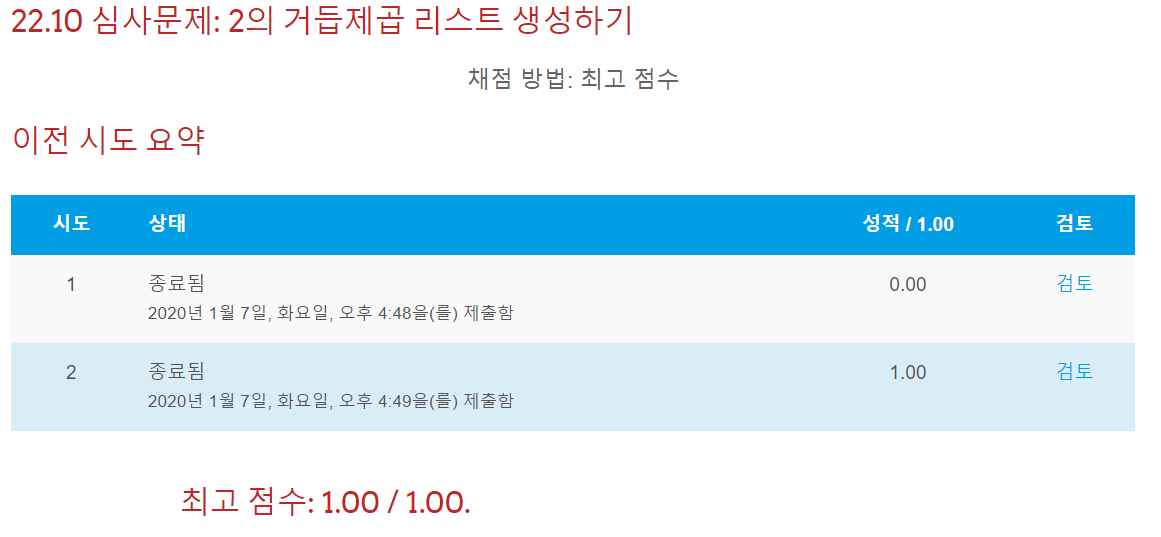 22.10 심사문제: 2의 거듭제곱 리스트 생성하기
채점 방법: 최고 점수
이전 시도 요약
시도 상태 성적 / 1.00 검토
1 종료됨 0.00 검토
2020년 1월 7일, 화요일, 오후 4:48을(를) 제출함
2 종료됨 1.00 검토
2020년 1월 7일, 화요일, 오후 4:49을(를) 제출함
최고 점수: 1.00 / 1.00.